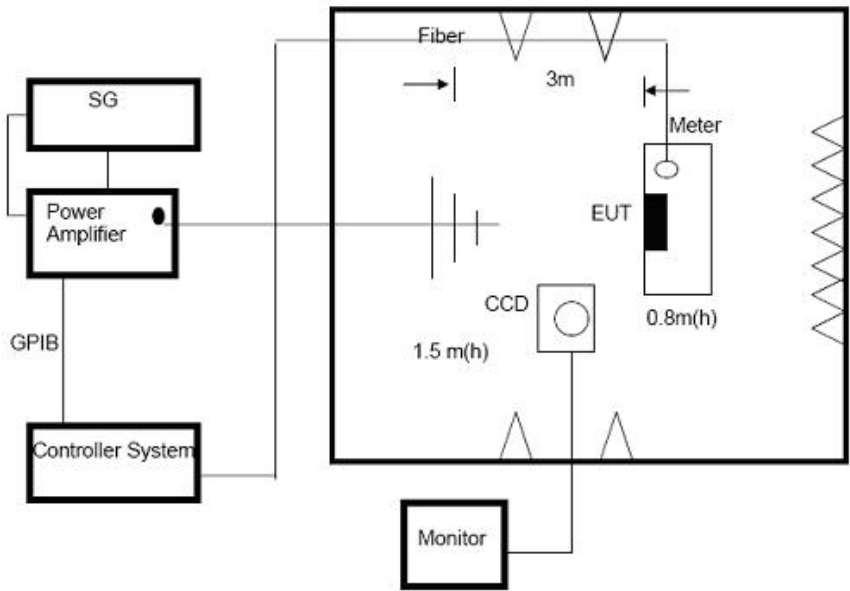 Fiber
3m
SG
Meter
Power
Amplifier
EUT
CCD
0.8m(h)
GPIB
1.5 m(h)
Controller System
Monitor